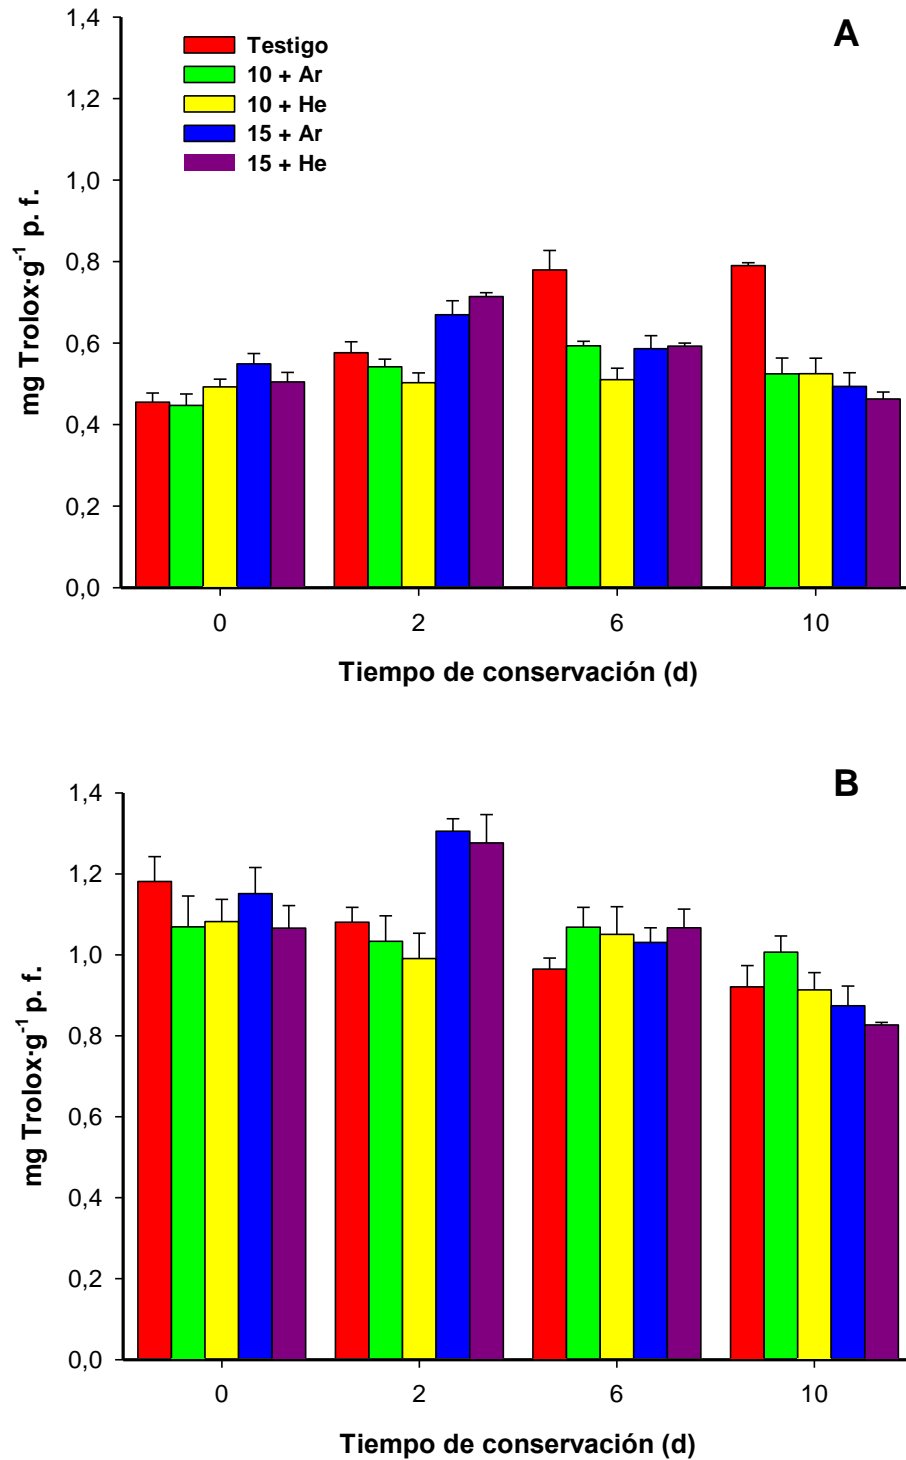 A
1,4
1,2
1,0
0,8
0,6
0,4
0,2
0,0
mg Trolox·g⁻¹ p. f.
Testigo
10 + Ar
10 + He
15 + Ar
15 + He
0 2 6 10
Tiempo de conservación (d)
B
1,4
1,2
1,0
0,8
0,6
0,4
0,2
0,0
mg Trolox·g⁻¹ p. f.
0 2 6 10
Tiempo de conservación (d)